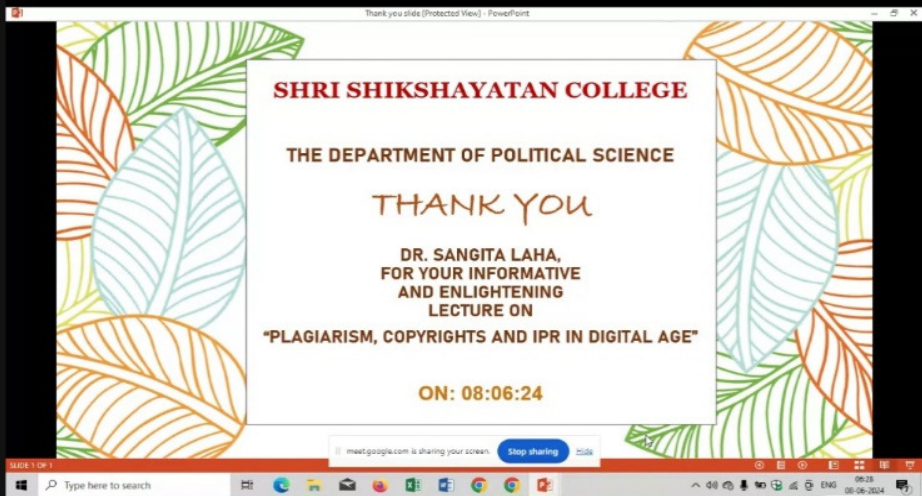 Thank you slide [Protected View] - PowerPoint
SHRI SHIKSHAYATAN COLLEGE
THE DEPARTMENT OF POLITICAL SCIENCE
THANK YOU
DR. SANGITA LAHA,
FOR YOUR INFORMATIVE
AND ENLIGHTENING
LECTURE ON
“PLAGIARISM, COPYRIGHTS AND IPR IN DIGITAL AGE”
ON: 08:06:24
meet.google.com is sharing your screen. Stop sharing Hide
SLIDE 1 OF 1
Type here to search
ENG
06:28
08-06-2024